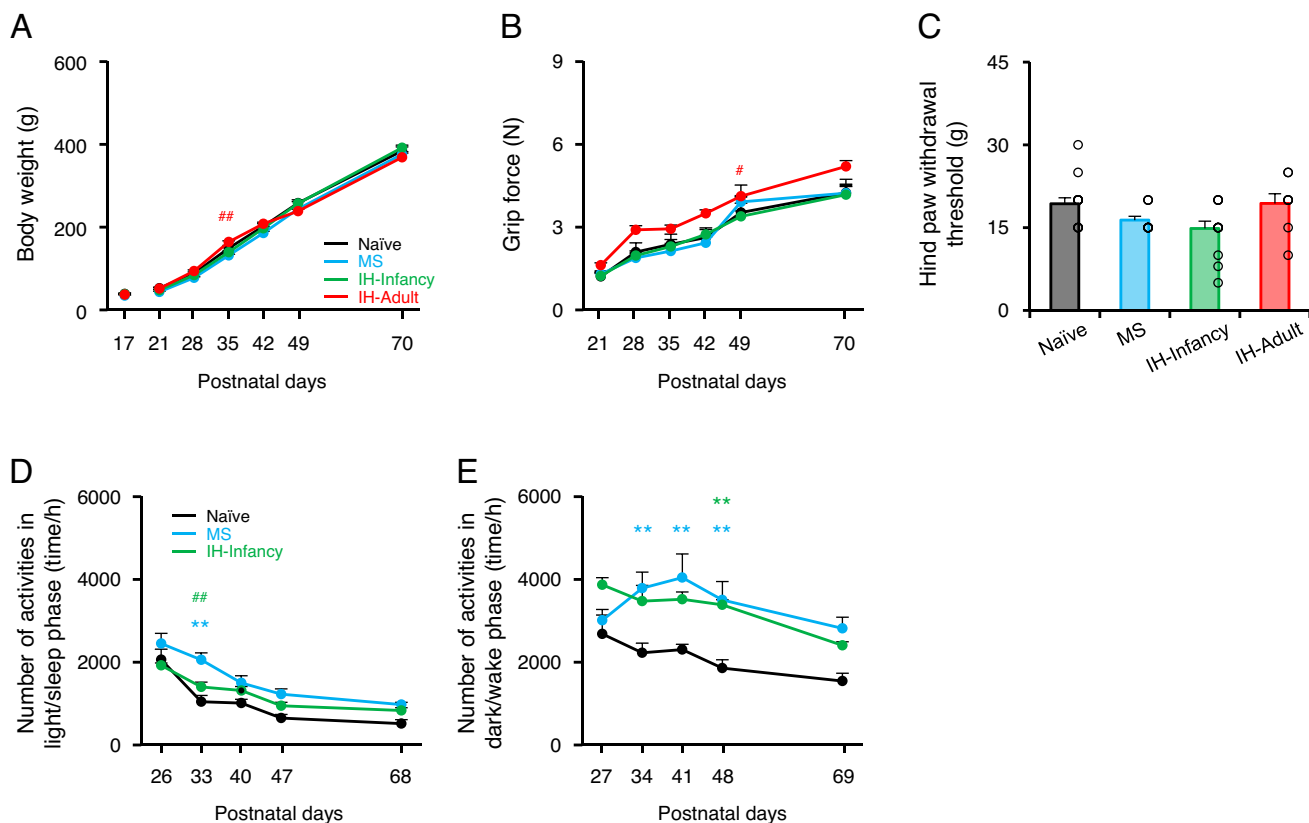 A
Body weight (g)
600
400
200
0
##
Naïve
MS
IH-Infancy
IH-Adult
17 21 28 35 42 49 70
Postnatal days
B
Grip force (N)
9
6
3
0
#
21 28 35 42 49 70
Postnatal days
C
Hind paw withdrawal
threshold (g)
45
30
15
0
Naïve
MS
IH-Infancy
IH-Adult
D
Number of activities in
light/sleep phase (time/h)
6000
4000
2000
0
Naïve
MS
IH-Infancy
##
**
26 33 40 47 68
Postnatal days
E
Number of activities in
dark/wake phase (time/h)
6000
4000
2000
0
**
** ** **
27 34 41 48 69
Postnatal days